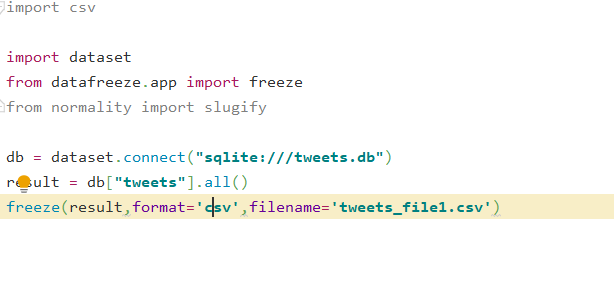 import csv
import dataset
from datafreeze.app import freeze
from normality import slugify
db = dataset.connect("sqlite:///tweets.db")
result = db["tweets"].all()
freeze(result,format='csv',filename='tweets_file1.csv')